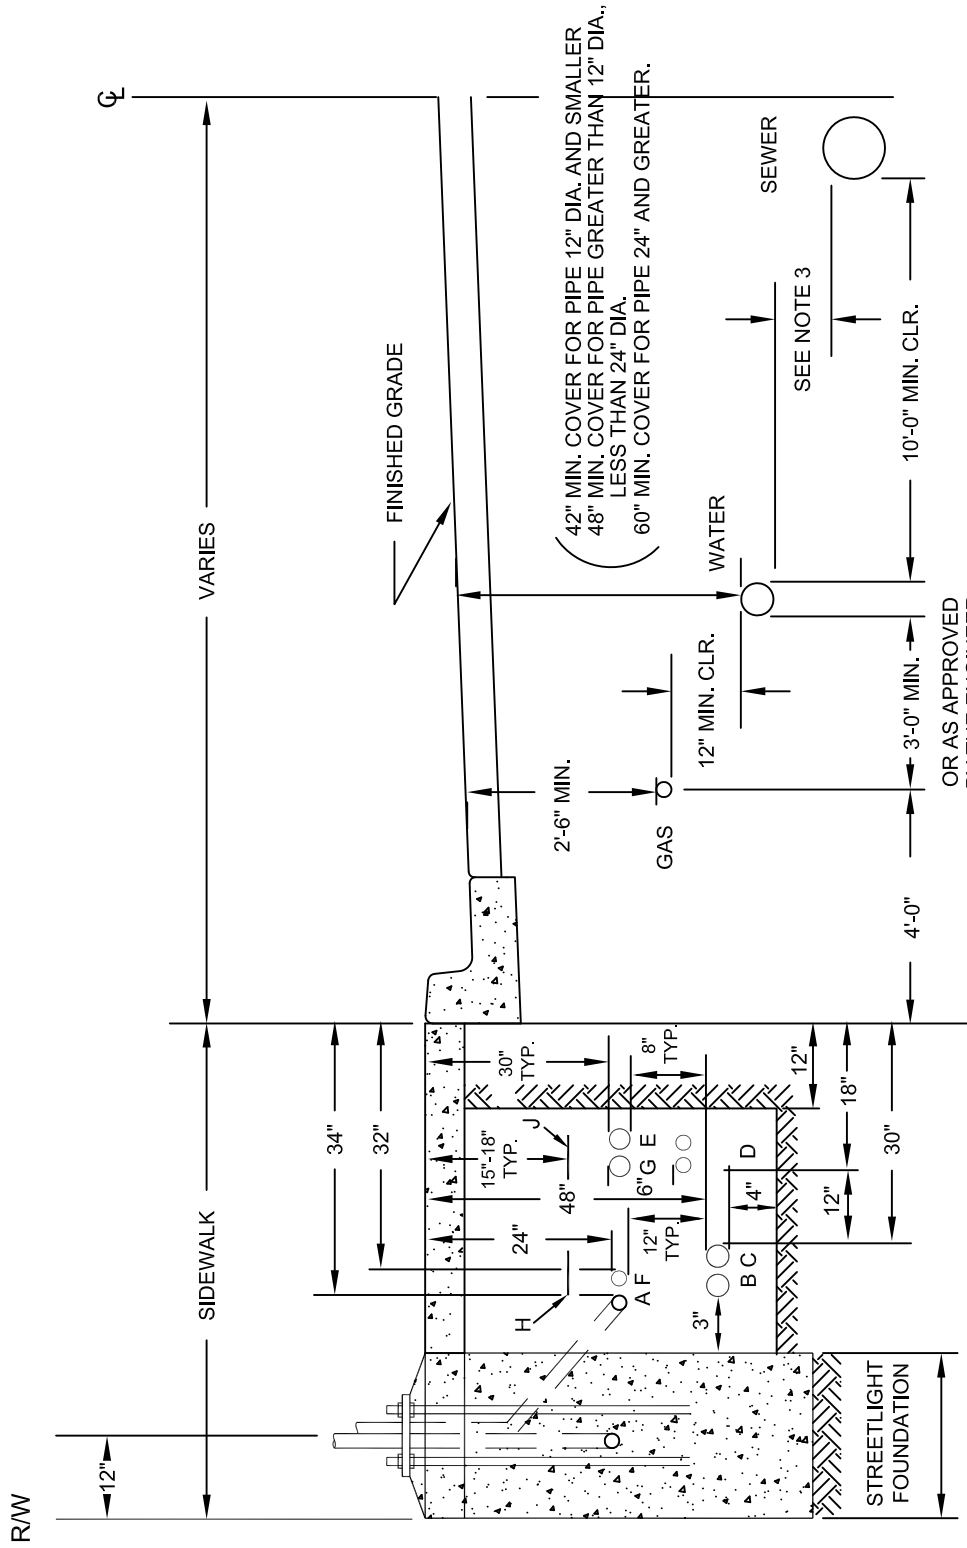 R/W
12"
SIDEWALK
VARIES
C L
34"
32"
FINISHED GRADE
42" MIN. COVER FOR PIPE 12" DIA. AND SMALLER
48" MIN. COVER FOR PIPE GREATER THAN 12" DIA.,
LESS THAN 24" DIA.
60" MIN. COVER FOR PIPE 24" AND GREATER.
H
24"
15"-18"
TYP.
J
30"
TYP.
48"
A F
G E
6"
8"
TYP.
12"
TYP.
3"
B C
D
4"
12"
18"
12"
30"
STREETLIGHT
FOUNDATION
2'-6" MIN.
GAS
12" MIN. CLR.
WATER
SEWER
SEE NOTE 3
4'-0"
3'-0" MIN.
10'-0" MIN. CLR.
OR AS APPROVED